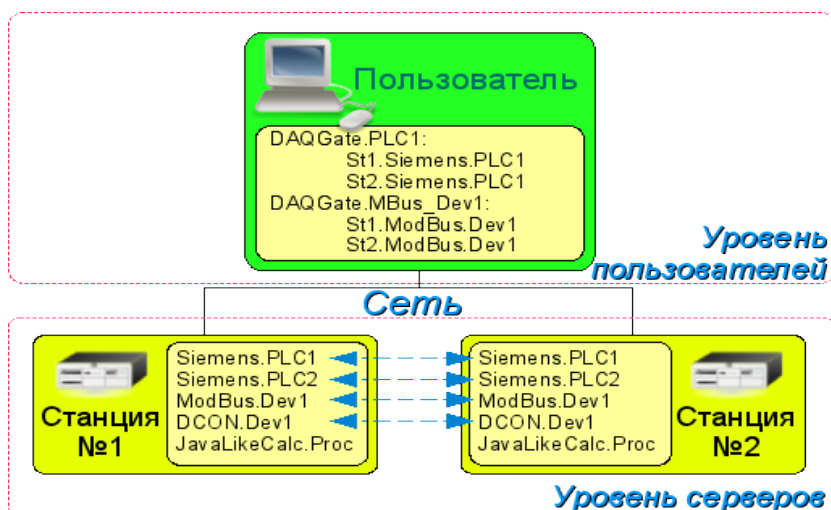 Пользователь
DAQGate.PLC1:
St1.Siemens.PLC1
St2.Siemens.PLC1
DAQGate.MBus_Dev1:
St1.ModBus.Dev1
St2.ModBus.Dev1
Уровень
пользователей
Сеть
Станция
№1
Siemens.PLC1
Siemens.PLC2
ModBus.Dev1
DCON.Dev1
JavaLikeCalc.Proc
Siemens.PLC1
Siemens.PLC2
ModBus.Dev1
DCON.Dev1
JavaLikeCalc.Proc
Станция
№2
Уровень серверов